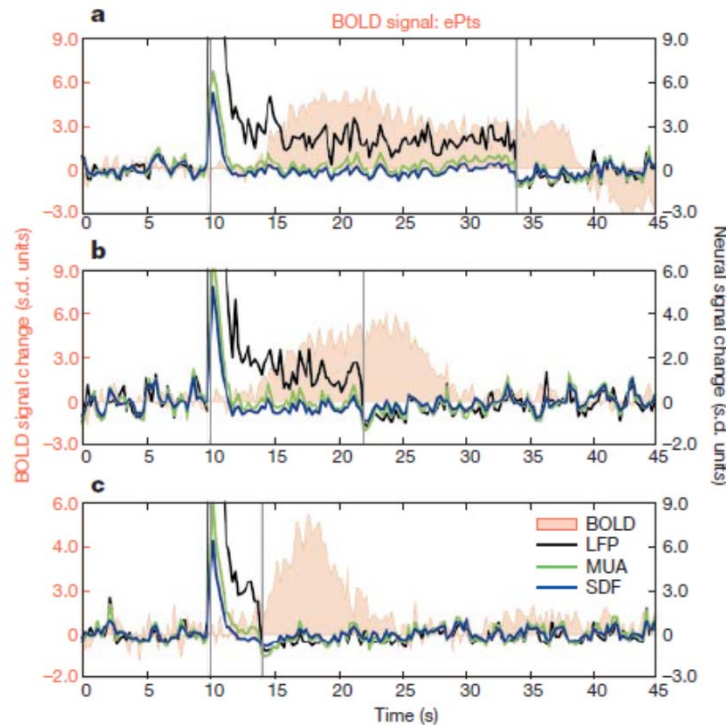 a
BOLD signal: ePts
9.0 9.0
6.0 6.0
3.0 3.0
0 0
–3.0 –3.0
0 5 10 15 20 25 30 35 40 45
b
9.0 6.0
6.0 4.0
3.0 2.0
0 0
–3.0 –2.0
0 5 10 15 20 25 30 35 40 45
c
6.0 9.0
4.0 6.0
3.0 3.0
0 0
–2.0 –3.0
0 5 10 15 20 25 30 35 40 45
BOLD
LFP
MUA
SDF
Time (s)
BOLD signal change (s.d. units)
Neural signal change (s.d. units)